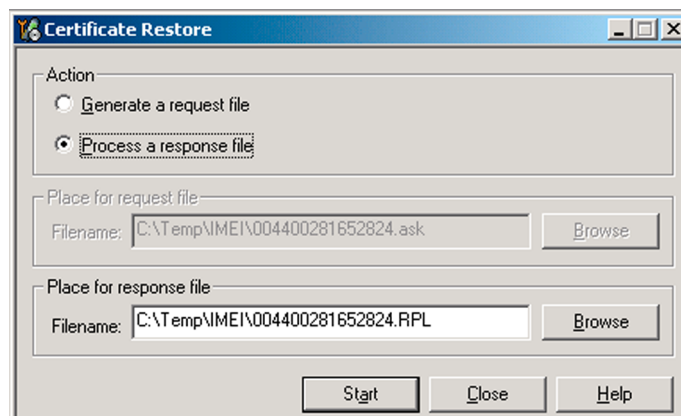 Certificate Restore
Action
Generate a request file
Process a response file
Place for request file
Filename: C:\Temp\IMEI\004400281652824.ask Browse
Place for response file
Filename: C:\Temp\IMEI\004400281652824.RPL Browse
Start Close Help